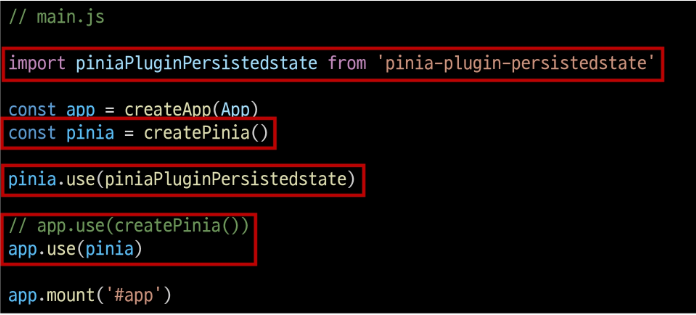 // main.js
import piniaPluginPersistedstate from 'pinia-plugin-persistedstate'
const app = createApp(App)
const pinia = createPinia()
pinia.use(piniaPluginPersistedstate)
// app.use(createPinia())
app.use(pinia)
app.mount('#app')